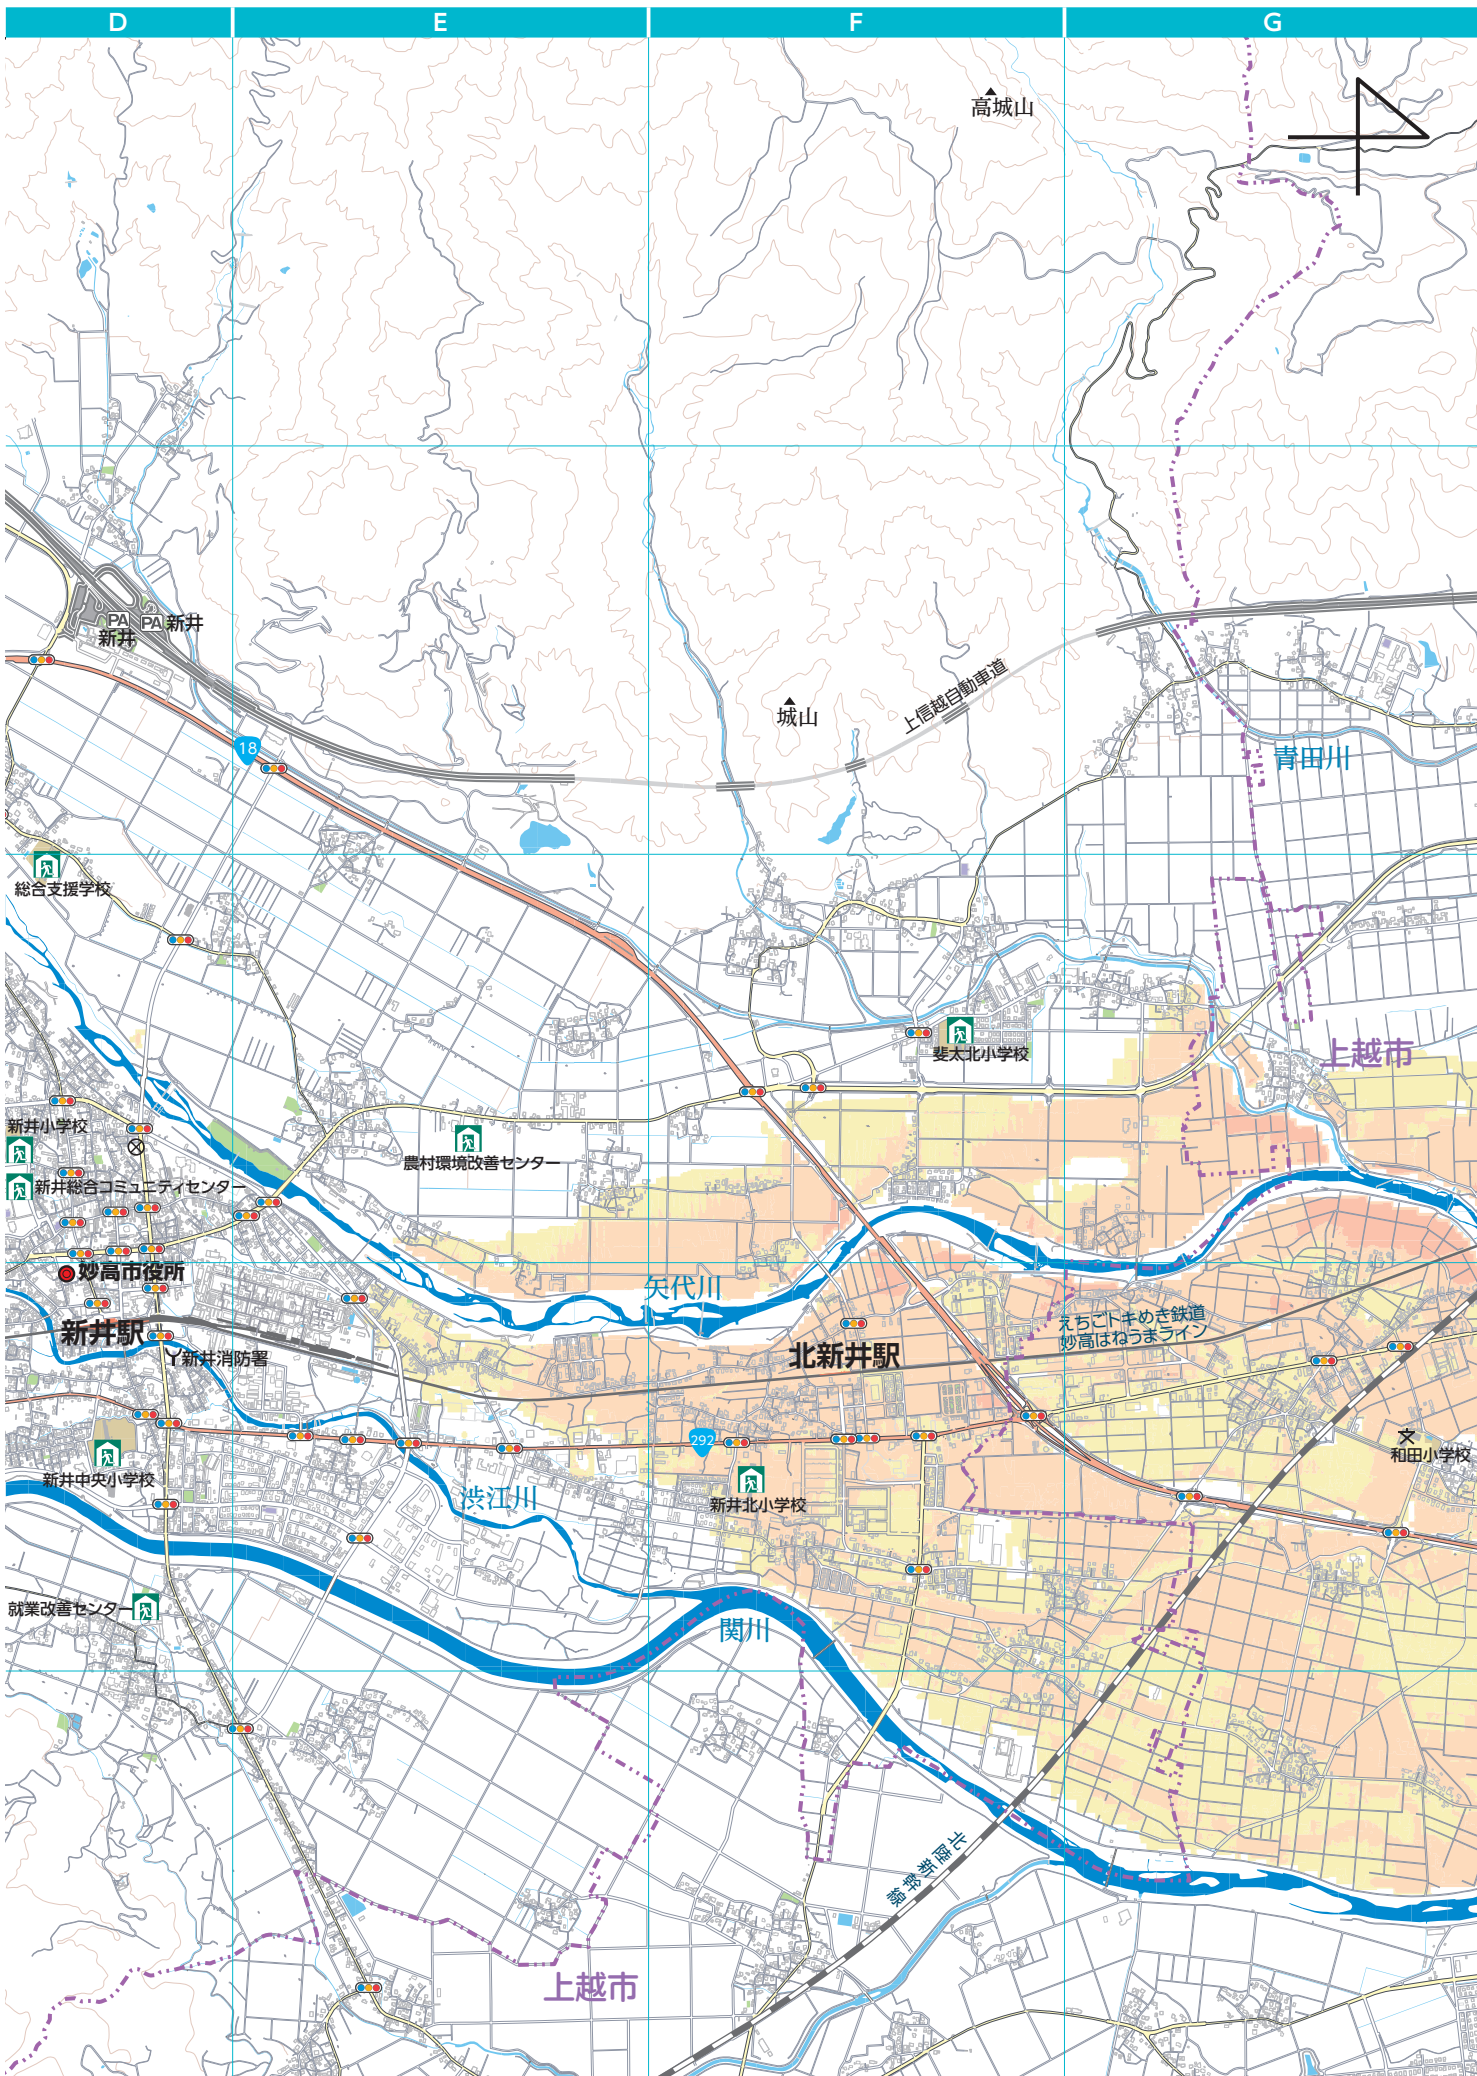 D
E
F
G
高城山
PA
新井
PA
新井
18
城山
上信越自動車道
青田川
総合支援学校
斐太北小学校
上越市
新井小学校
農村環境改善センター
新井総合コミュニティセンター
妙高市役所
矢代川
新井駅
新井消防署
北新井駅
えちごトキめき鉄道
妙高はねうまライン
292
文
和田小学校
新井中央小学校
渋江川
新井北小学校
就業改善センター
関川
北陸新幹線
上越市